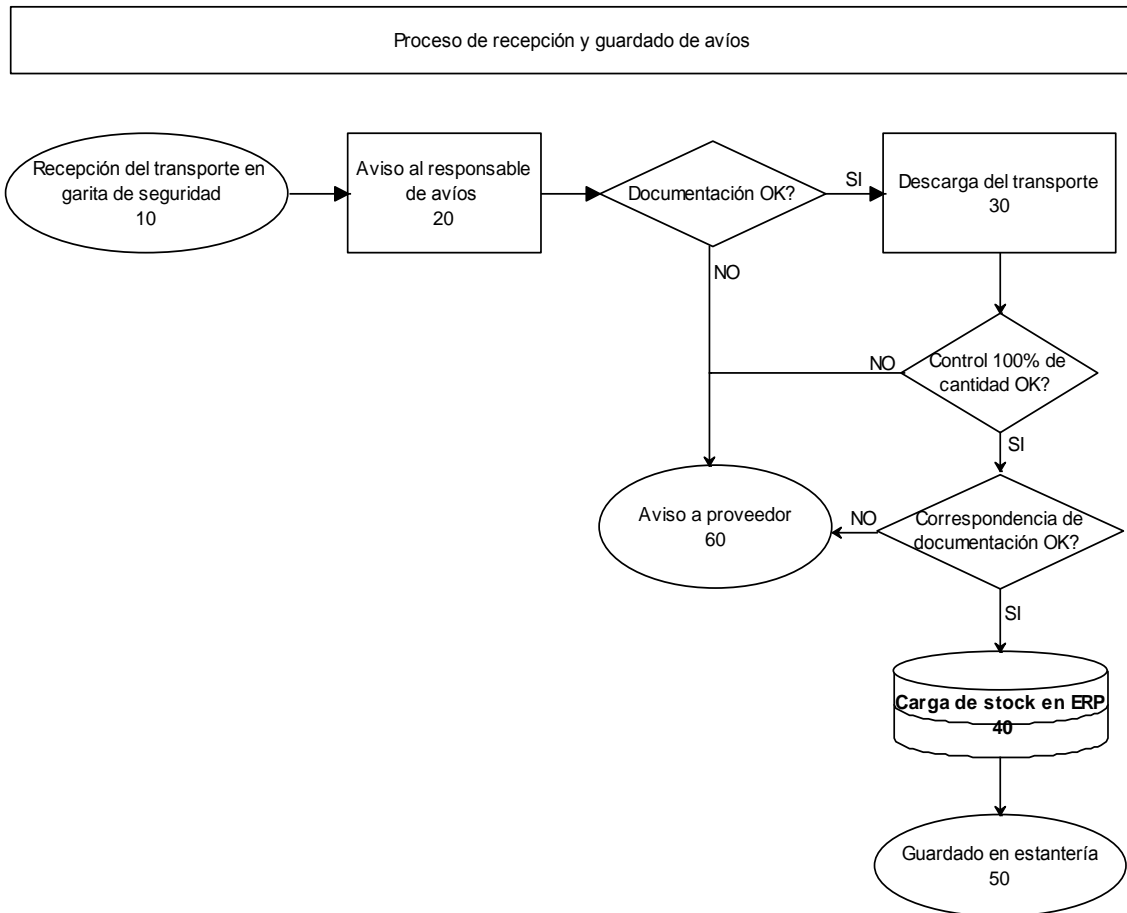 Proceso de recepción y guardado de avíos
Recepción del transporte en
garita de seguridad
10
Aviso al responsable
de avíos
20
Documentación OK?
SI
Descarga del transporte
30
NO
NO
Control 100% de
cantidad OK?
SI
Aviso a proveedor
60
NO
Correspondencia de
documentación OK?
SI
Carga de stock en ERP
40
Guardado en estantería
50